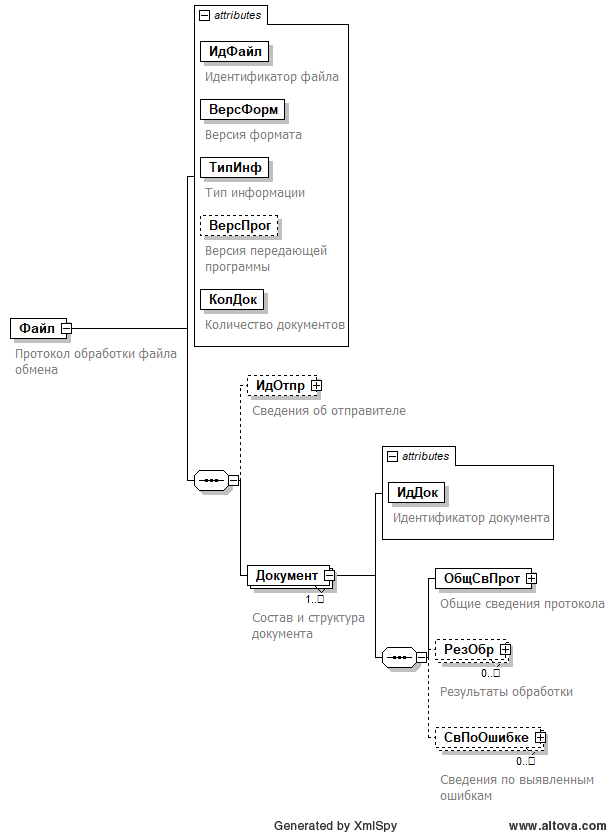 attributes
ИдФайл
Идентификатор файла
ВерсФорм
Версия формата
ТипИнф
Тип информации
ВерсПрог
Версия передающей
программы
КолДок
Количество документов
Файл
Протокол обработки файла
обмена
ИдОтпр
Сведения об отправителе
attributes
ИдДок
Идентификатор документа
Документ
1..
Состав и структура
документа
ОбщСвПрот
Общие сведения протокола
РезОбр
0..
Результаты обработки
СвПоОшибке
0..
Сведения по выявленным
ошибкам
Generated by XmlSpy
www.altova.com